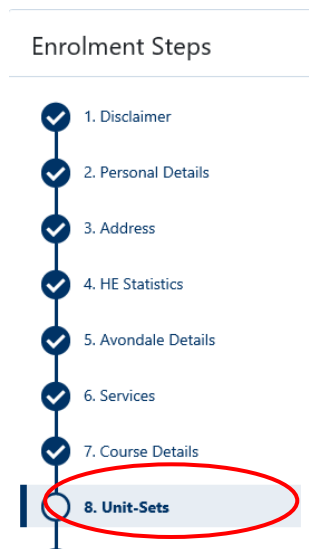 Enrolment Steps
1. Disclaimer
2. Personal Details
3. Address
4. HE Statistics
5. Avondale Details
6. Services
7. Course Details
8. Unit-Sets